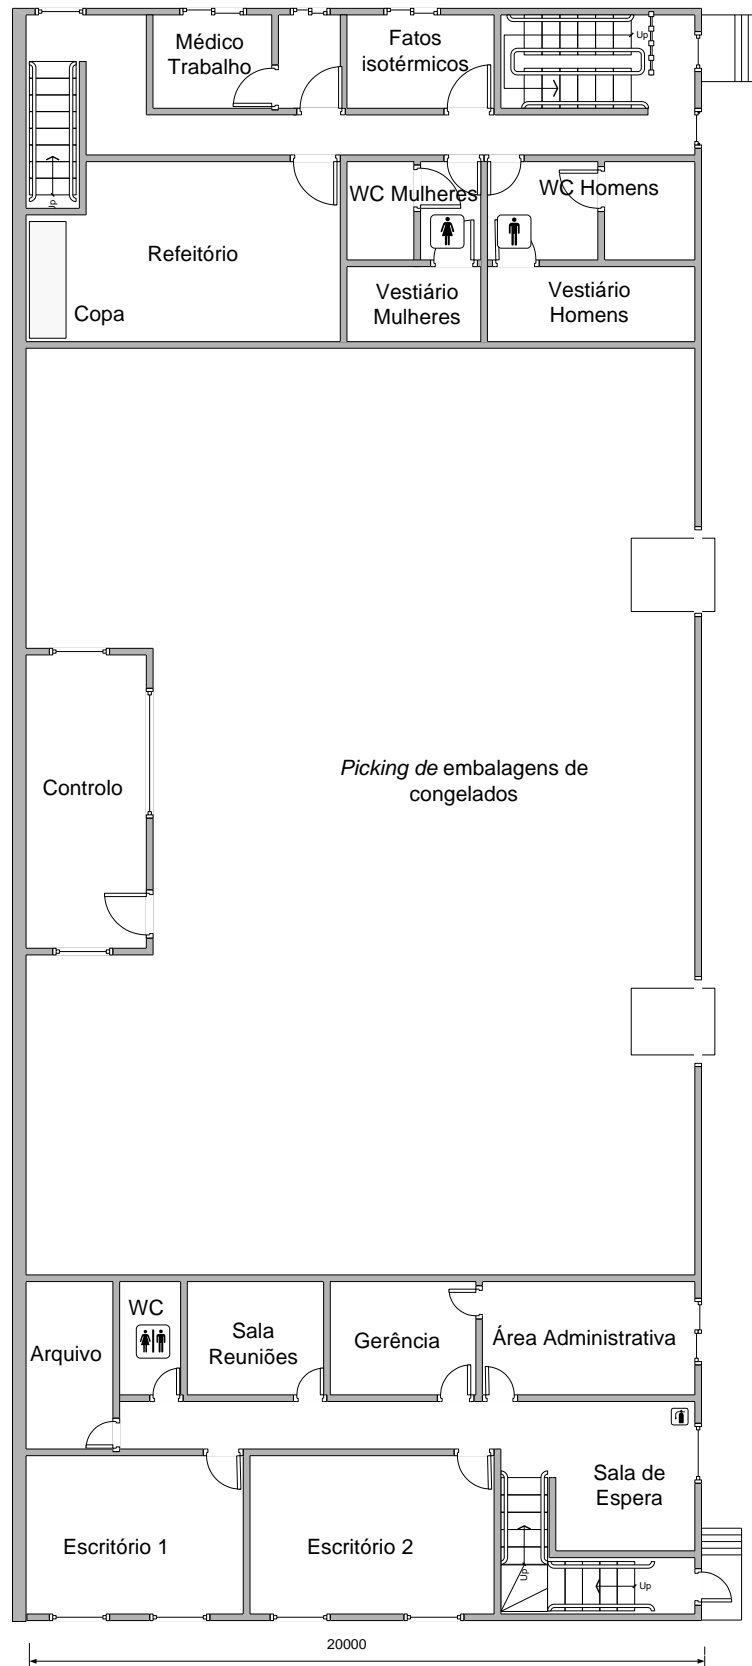 Médico
Trabalho
Fatos
isotérmicos
Up
Up
WC Mulheres
WC Homens
Refeitório
Copa
Vestiário
Mulheres
Vestiário
Homens
Controlo
Picking de embalagens de
congelados
WC
Arquivo
Sala
Reuniões
Gerência
Área Administrativa
Sala de
Espera
Escritório 1
Escritório 2
Up
Up
20000